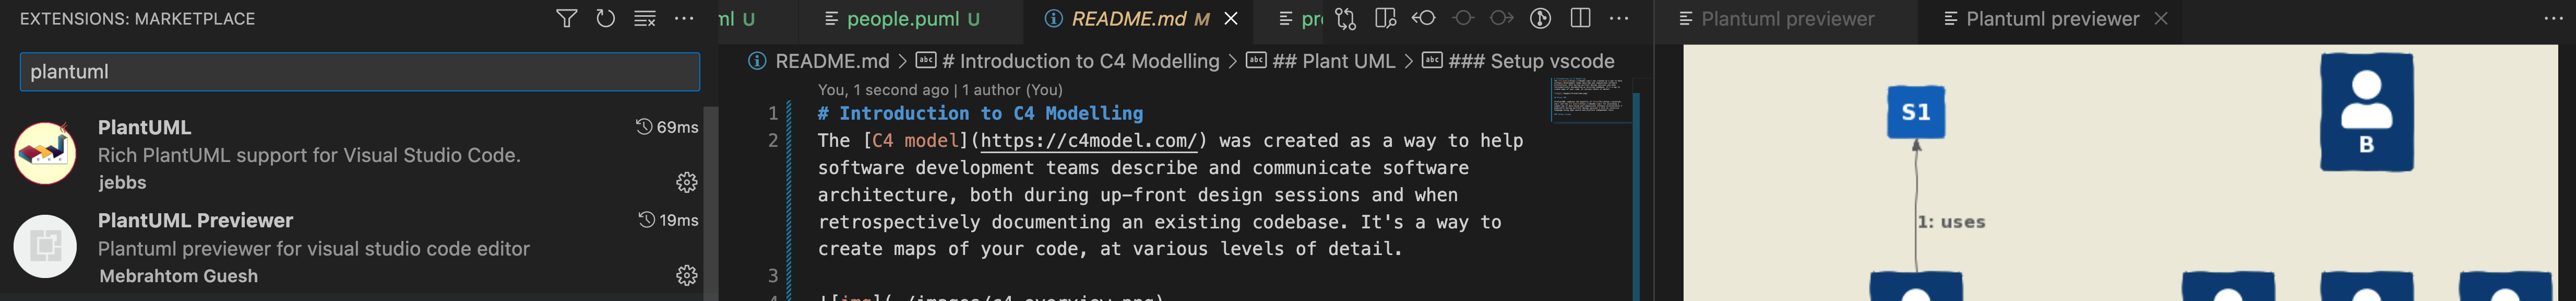 EXTENSIONS: MARKETPLACE
plantuml
PlantUML 69ms
Rich PlantUML support for Visual Studio Code.
jebbs
PlantUML Previewer 19ms
Plantuml previewer for visual studio code editor
Mebrahtom Guesh
ml U people.puml U README.md M
README.md > # Introduction to C4 Modelling > ## Plant UML > ### Setup vscode
You, 1 second ago | 1 author (You)
1 # Introduction to C4 Modelling
2 The [C4 model](https://c4model.com/) was created as a way to help
software development teams describe and communicate software
architecture, both during up-front design sessions and when
retrospectively documenting an existing codebase. It's a way to
create maps of your code, at various levels of detail.
3
4 ![img](./images/c4-overview.png)
Plantuml previewer Plantuml previewer
S1
B
1: uses